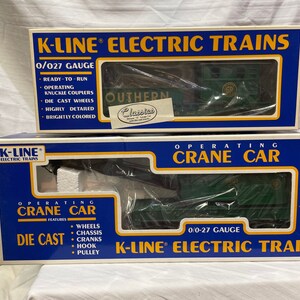 K-LINE® ELECTRIC TRAINS
O/027 GAUGE
• READY-TO-RUN
• OPERATING
KNUCKLE COUPLERS
• DIE CAST WHEELS
• HIGHLY DETAILED
• BRIGHTLY COLORED
SOUTHERN
Classics
K-LINE®
ELECTRIC TRAINS
OPERATING
CRANE CAR
OPERATING
CRANE CAR
FEATURES
DIE CAST
• WHEELS
• CHASSIS
• CRANKS
• HOOK
• PULLEY
O/O-27 GAUGE
K-LINE® ELECTRIC TRAI